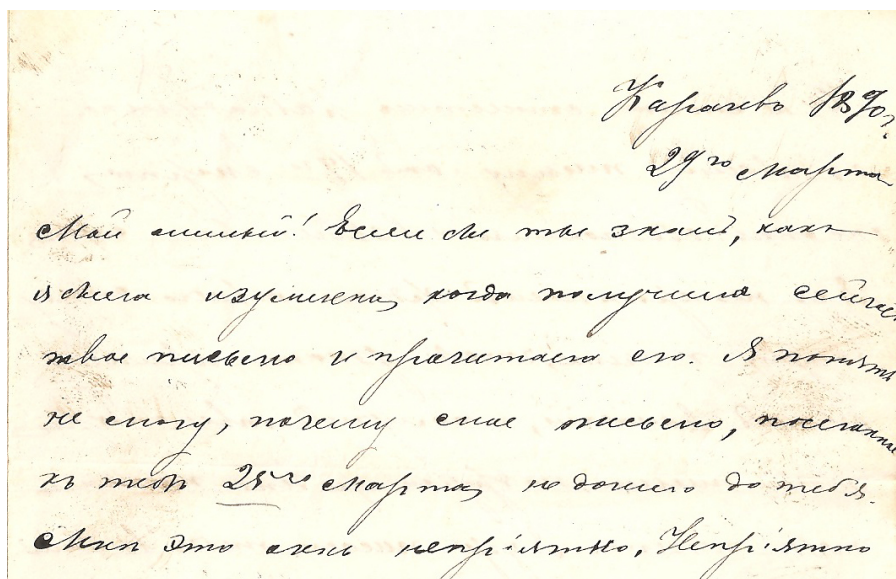 Карачевъ 1890г.
29го Марта
Мой милый! Если бы ты зналъ, какъ
я была изумлена, когда получила сейчас
твое письмо и прочитала его. Я понять
не могу, почему мое письмо, посланное
къ тебѣ 25го Марта, не дошло до тебя.
Мнѣ это очень непріятно. Непріятно